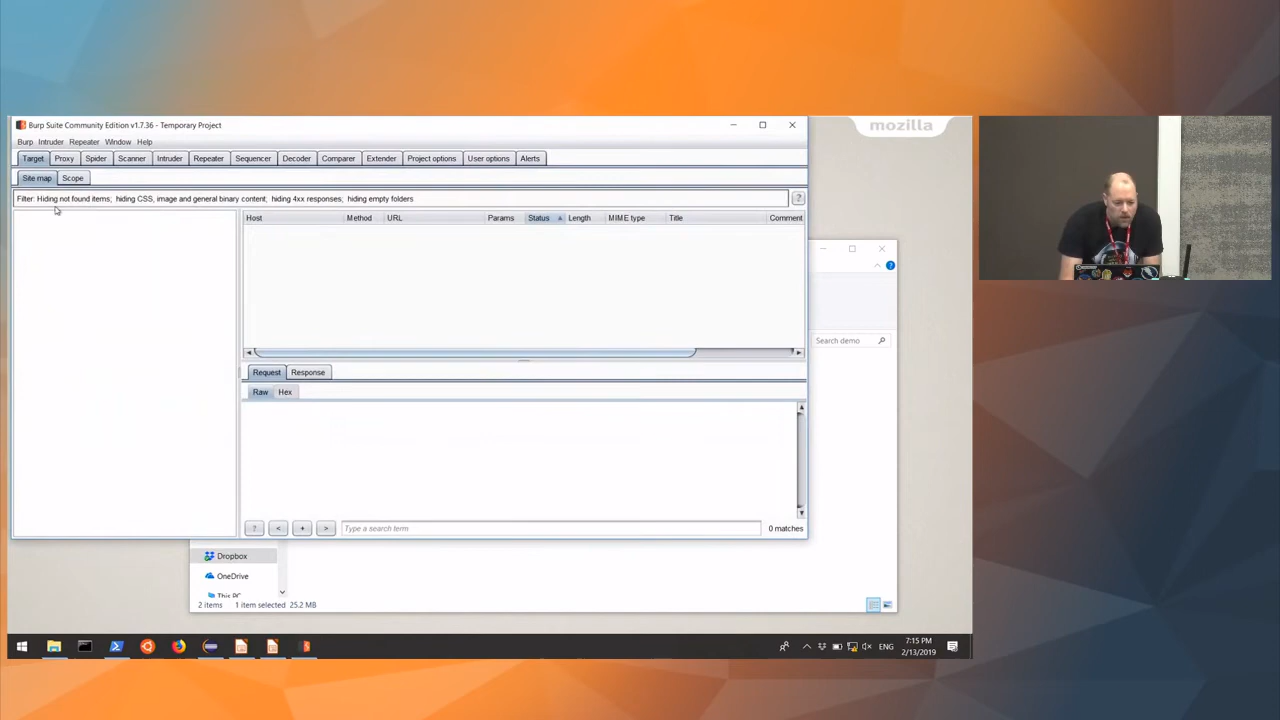 Burp Suite Community Edition v1.7.36 - Temporary Project
mozilla
Burp Intruder Repeater Window Help
Target Proxy Spider Scanner Intruder Repeater Sequencer Decoder Comparer Extender Project options User options Alerts
Site map Scope
Filter: Hiding not found items; hiding CSS, image and general binary content; hiding 4xx responses; hiding empty folders ?
Host Method URL Params Status Length MIME type Title Comment
?
Search demo
Request Response
Raw Hex
? < + > Type a search term 0 matches
Dropbox
OneDrive
This PC
2 items 1 item selected 25.2 MB
ENG
7:15 PM
2/13/2019